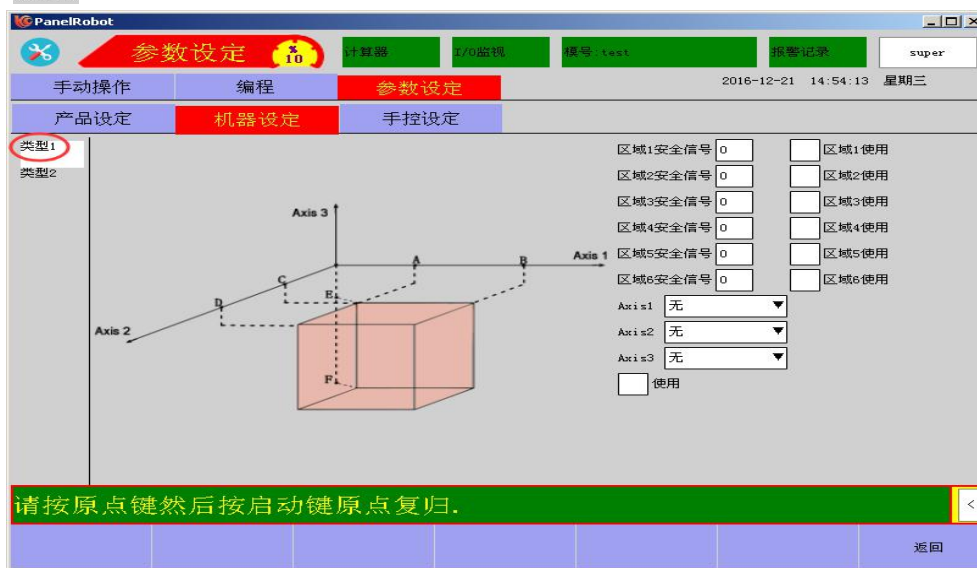 PanelRobot
参数设定 % 10 计算器 I/O监视 模号:test 报警记录 super
手动操作 编程 参数设定 2016-12-21 14:54:13 星期三
产品设定 机器设定 手控设定
类型1
类型2
Axis 3
Axis 1
Axis 2
A
B
C
D
E
F
区域1安全信号 0 区域1使用
区域2安全信号 0 区域2使用
区域3安全信号 0 区域3使用
区域4安全信号 0 区域4使用
区域5安全信号 0 区域5使用
区域6安全信号 0 区域6使用
Axis1 无
Axis2 无
Axis3 无
使用
请按原点键然后按启动键原点复归.
<
返回